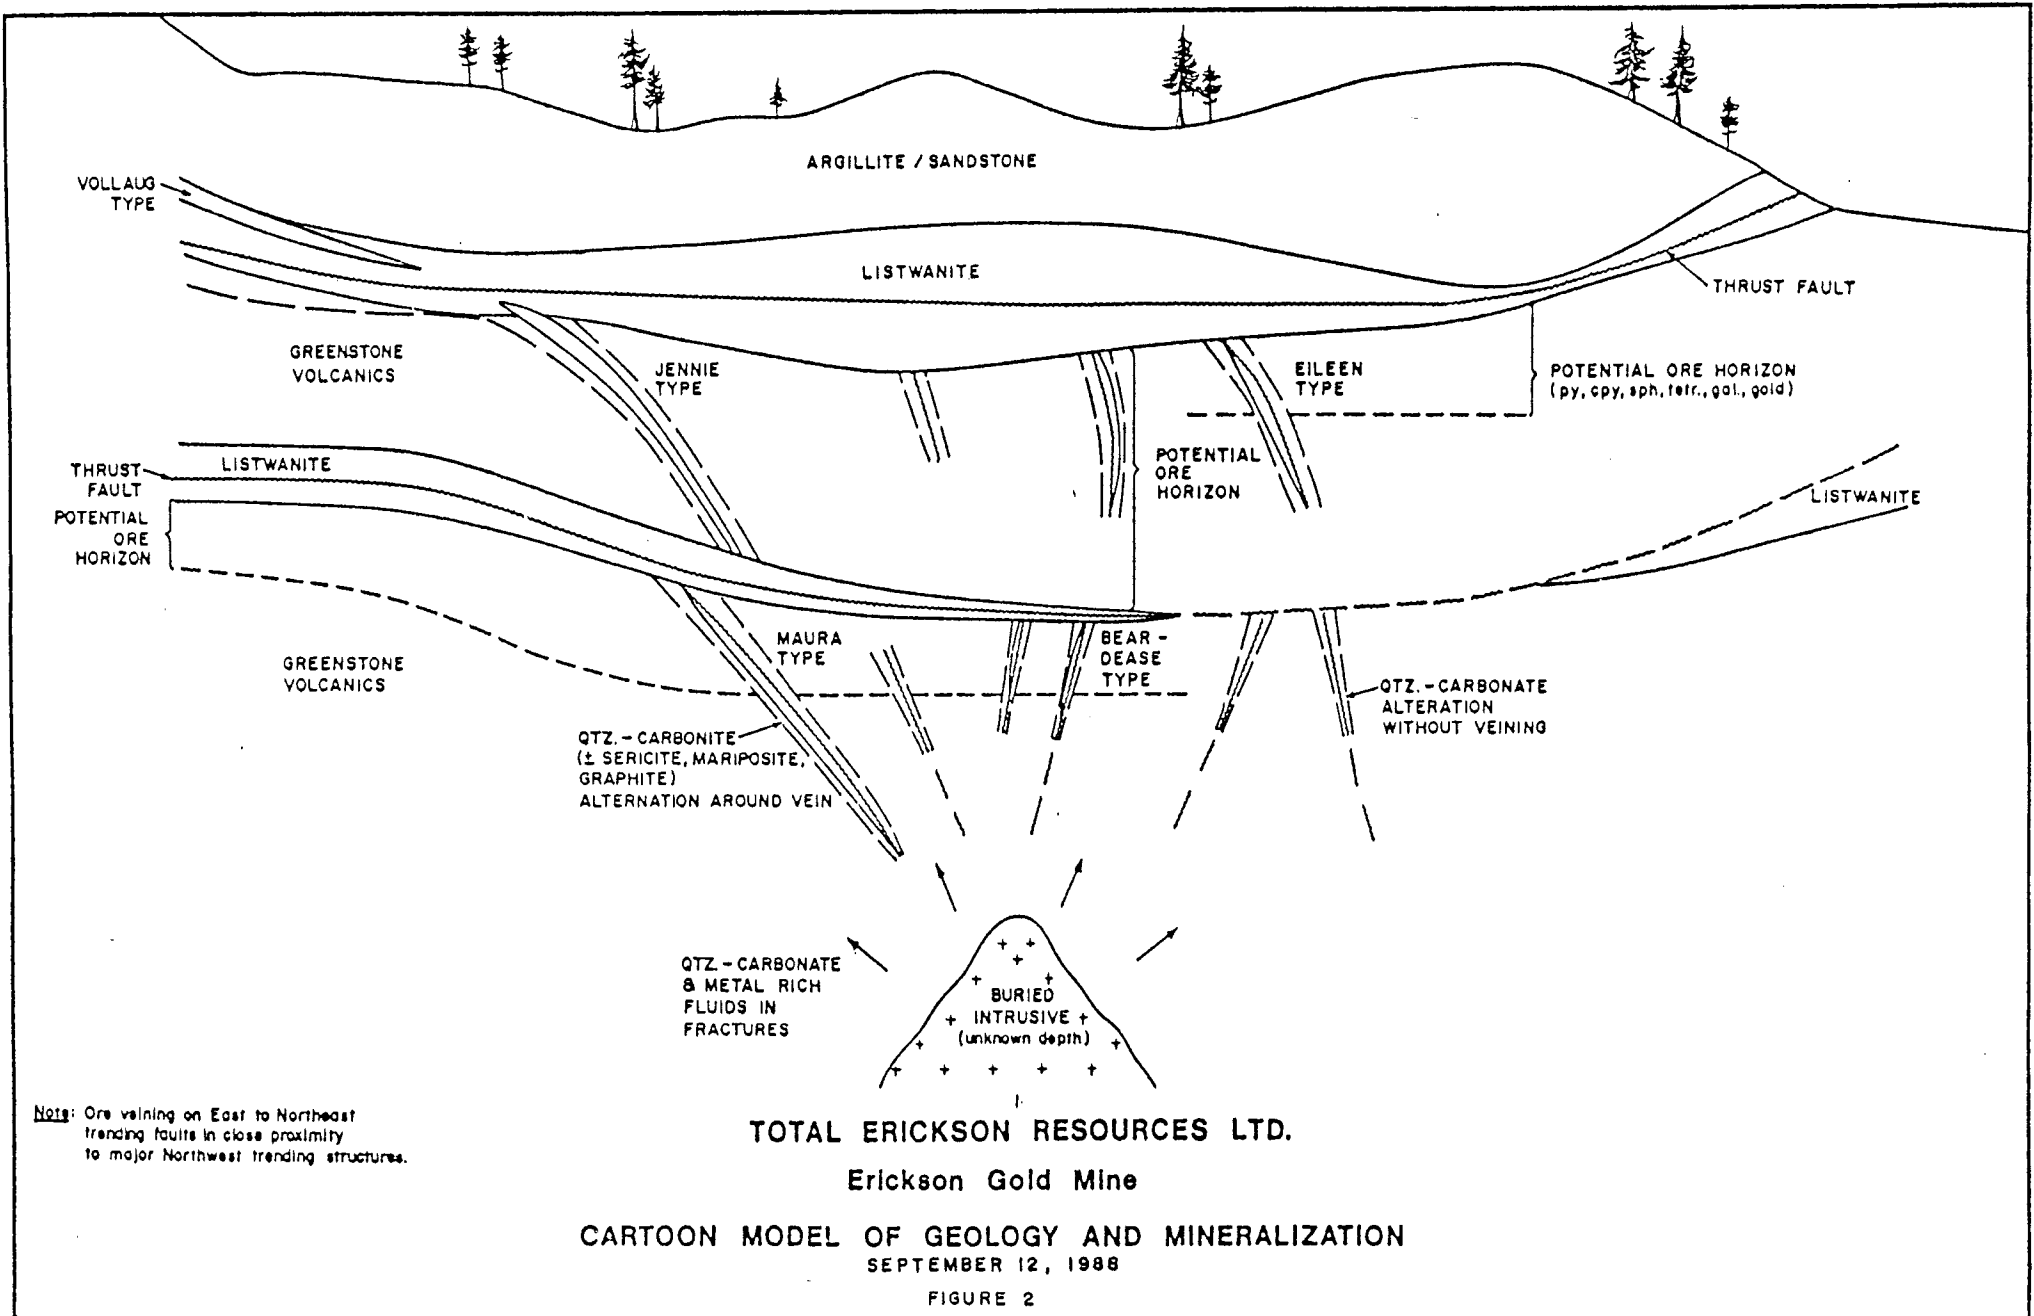 ARGILLITE / SANDSTONE
VOLLAUG
TYPE
LISTWANITE
THRUST FAULT
GREENSTONE
VOLCANICS
JENNIE
TYPE
EILEEN
TYPE
POTENTIAL ORE HORIZON
(py, cpy, sph, tetr., gal., gold)
THRUST
FAULT
LISTWANITE
POTENTIAL
ORE
HORIZON
POTENTIAL
ORE
HORIZON
LISTWANITE
GREENSTONE
VOLCANICS
MAURA
TYPE
BEAR -
DEASE
TYPE
QTZ. - CARBONATE
ALTERATION
WITHOUT VEINING
QTZ. - CARBONITE
(± SERICITE, MARIPOSITE,
GRAPHITE)
ALTERNATION AROUND VEIN
QTZ. - CARBONATE
& METAL RICH
FLUIDS IN
FRACTURES
BURIED
INTRUSIVE
(unknown depth)
Note: Ore veining on East to Northeast
trending faults in close proximity
to major Northwest trending structures.
TOTAL ERICKSON RESOURCES LTD.
Erickson Gold Mine
CARTOON MODEL OF GEOLOGY AND MINERALIZATION
SEPTEMBER 12, 1988
FIGURE 2